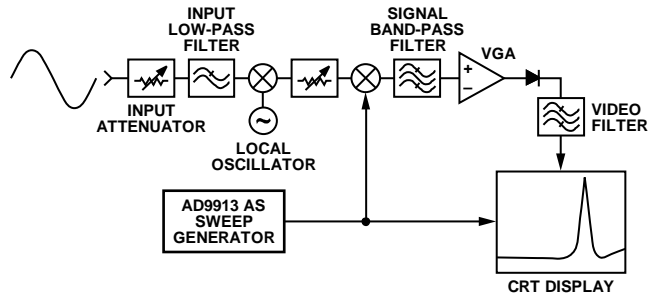 INPUT
LOW-PASS
FILTER
SIGNAL
BAND-PASS
FILTER
VGA
+
−
INPUT
ATTENUATOR
~
LOCAL
OSCILLATOR
VIDEO
FILTER
AD9913 AS
SWEEP
GENERATOR
CRT DISPLAY